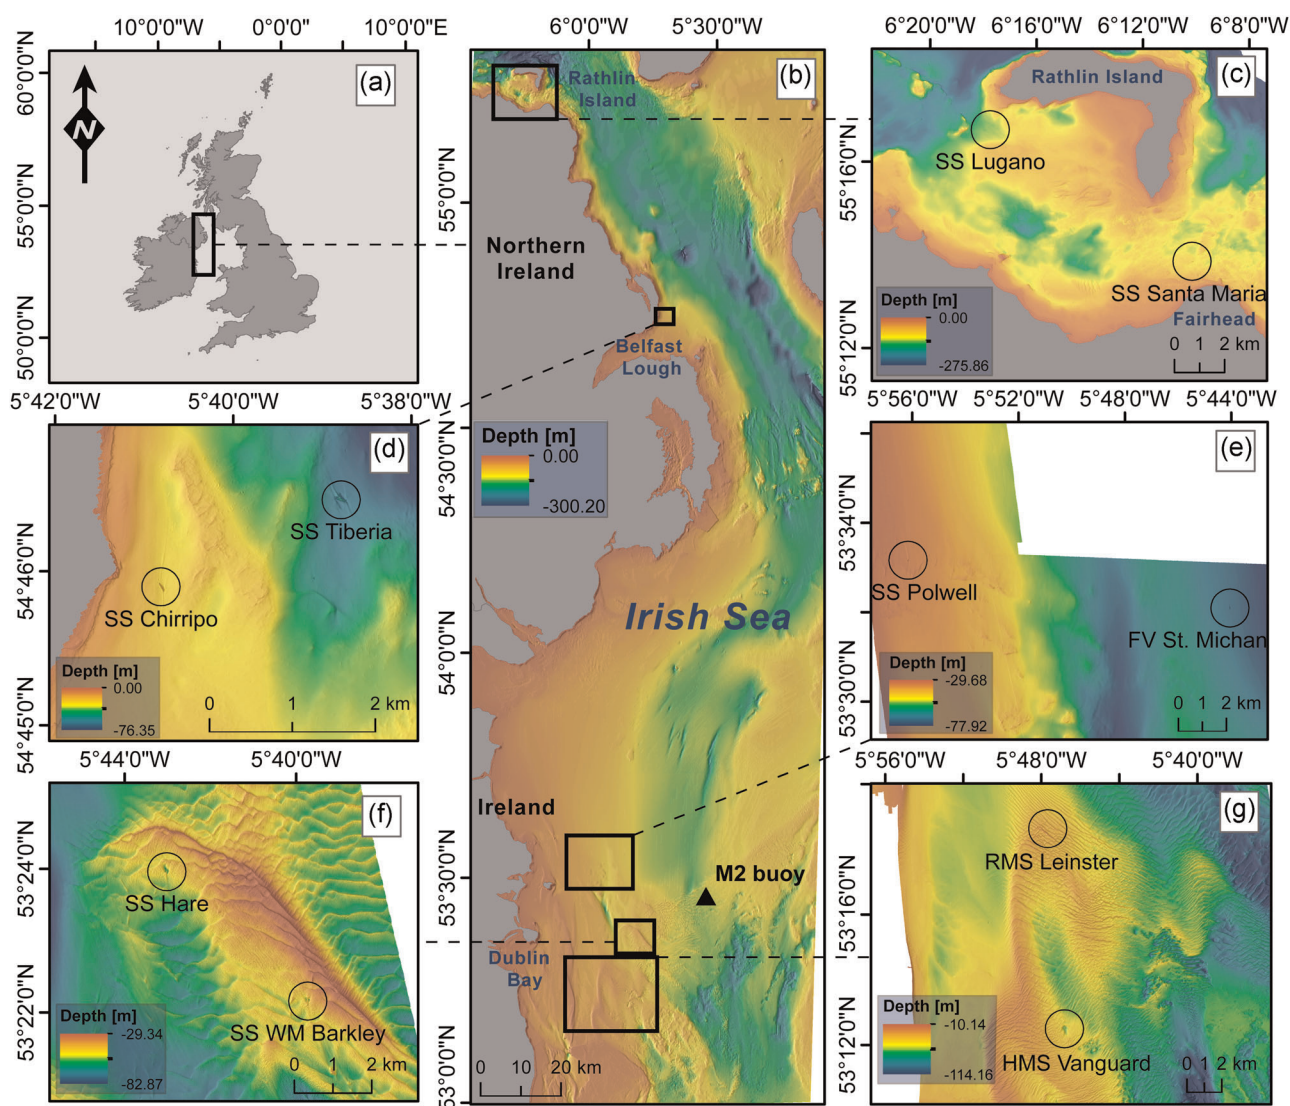 10°0'0"W
0°0'0"
10°0'0"E
60°0'0"N
55°0'0"N
50°0'0"N
N
(a)
6°0'0"W
5°30'0"W
55°0'0"N
54°30'0"N
54°0'0"N
53°30'0"N
53°0'0"N
(b)
Rathlin
Island
Northern
Ireland
Belfast
Lough
Depth [m]
0.00
-300.20
Irish Sea
Ireland
M2 buoy
Dublin
Bay
0 10 20 km
6°20'0"W
6°16'0"W
6°12'0"W
6°8'0"W
55°16'0"N
55°12'0"N
(c)
Rathlin Island
SS Lugano
SS Santa Maria
Fairhead
Depth [m]
0.00
-275.86
0 1 2 km
5°42'0"W
5°40'0"W
5°38'0"W
54°46'0"N
54°45'0"N
(d)
SS Tiberia
SS Chirripo
Depth [m]
0.00
-76.35
0 1 2 km
5°56'0"W
5°52'0"W
5°48'0"W
5°44'0"W
53°34'0"N
53°30'0"N
(e)
SS Polwell
FV St. Michan
Depth [m]
-29.68
-77.92
0 1 2 km
5°44'0"W
5°40'0"W
53°24'0"N
53°22'0"N
(f)
SS Hare
SS WM Barkley
Depth [m]
-29.34
-82.87
0 1 2 km
5°56'0"W
5°48'0"W
5°40'0"W
53°16'0"N
53°12'0"N
(g)
RMS Leinster
HMS Vanguard
Depth [m]
-10.14
-114.16
0 1 2 km